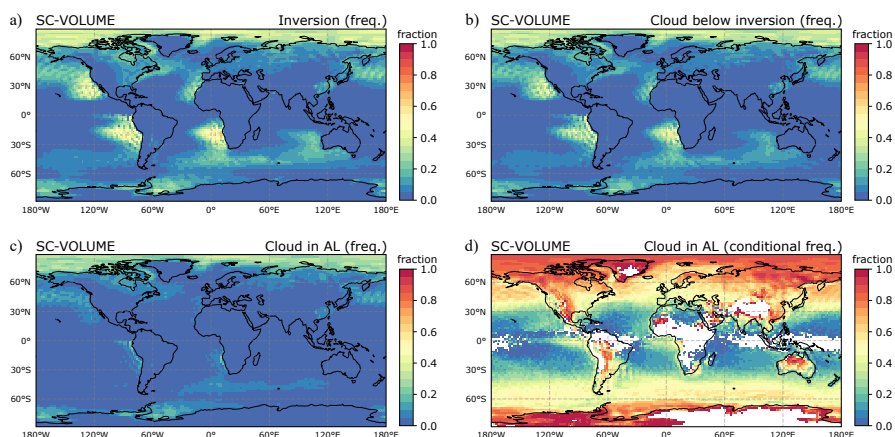 a) SC-VOLUME Inversion (freq.) fraction
1.0
0.8
0.6
0.4
0.2
0.0
60°N
30°N
0°
30°S
60°S
180°W 120°W 60°W 0° 60°E 120°E 180°E
b) SC-VOLUME Cloud below inversion (freq.) fraction
1.0
0.8
0.6
0.4
0.2
0.0
60°N
30°N
0°
30°S
60°S
180°W 120°W 60°W 0° 60°E 120°E 180°E
c) SC-VOLUME Cloud in AL (freq.) fraction
1.0
0.8
0.6
0.4
0.2
0.0
60°N
30°N
0°
30°S
60°S
180°W 120°W 60°W 0° 60°E 120°E 180°E
d) SC-VOLUME Cloud in AL (conditional freq.) fraction
1.0
0.8
0.6
0.4
0.2
0.0
60°N
30°N
0°
30°S
60°S
180°W 120°W 60°W 0° 60°E 120°E 180°E